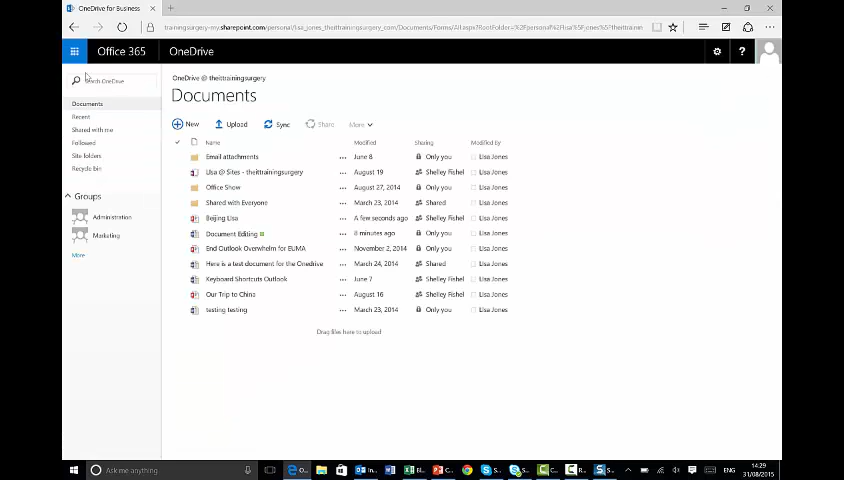 OneDrive for Business
trainingsurgery-my.sharepoint.com/personal/lisa_jones_theitrainingsurgery_com/Documents/Forms/All.aspx?RootFolder=
Office 365 OneDrive ?
Search OneDrive
Documents
Recent
Shared with me
Followed
Site folders
Recycle bin
Groups
Administration
Marketing
More
OneDrive @ theittrainingsurgery
Documents
New Upload Sync Share More
Name Modified Sharing Modified By
Email attachments ... June 8 Only you Lisa Jones
Lisa @ Sites - theittrainingsurgery ... August 19 Shelley Fishel Lisa Jones
Office Show ... August 27, 2014 Only you Lisa Jones
Shared with Everyone ... March 23, 2014 Shared Lisa Jones
Beijing Lisa ... A few seconds ago Shelley Fishel Lisa Jones
Document Editing ... 8 minutes ago Only you Lisa Jones
End Outlook Overwhelm for EUMA ... November 2, 2014 Shelley Fishel Lisa Jones
Here is a test document for the Onedrive ... March 24, 2014 Shared Lisa Jones
Keyboard Shortcuts Outlook ... June 7 Shelley Fishel Lisa Jones
Our Trip to China ... August 16 Shelley Fishel Lisa Jones
testing testing ... March 23, 2014 Only you Lisa Jones
Drag files here to upload
Ask me anything
ENG
14:29
31/08/2015